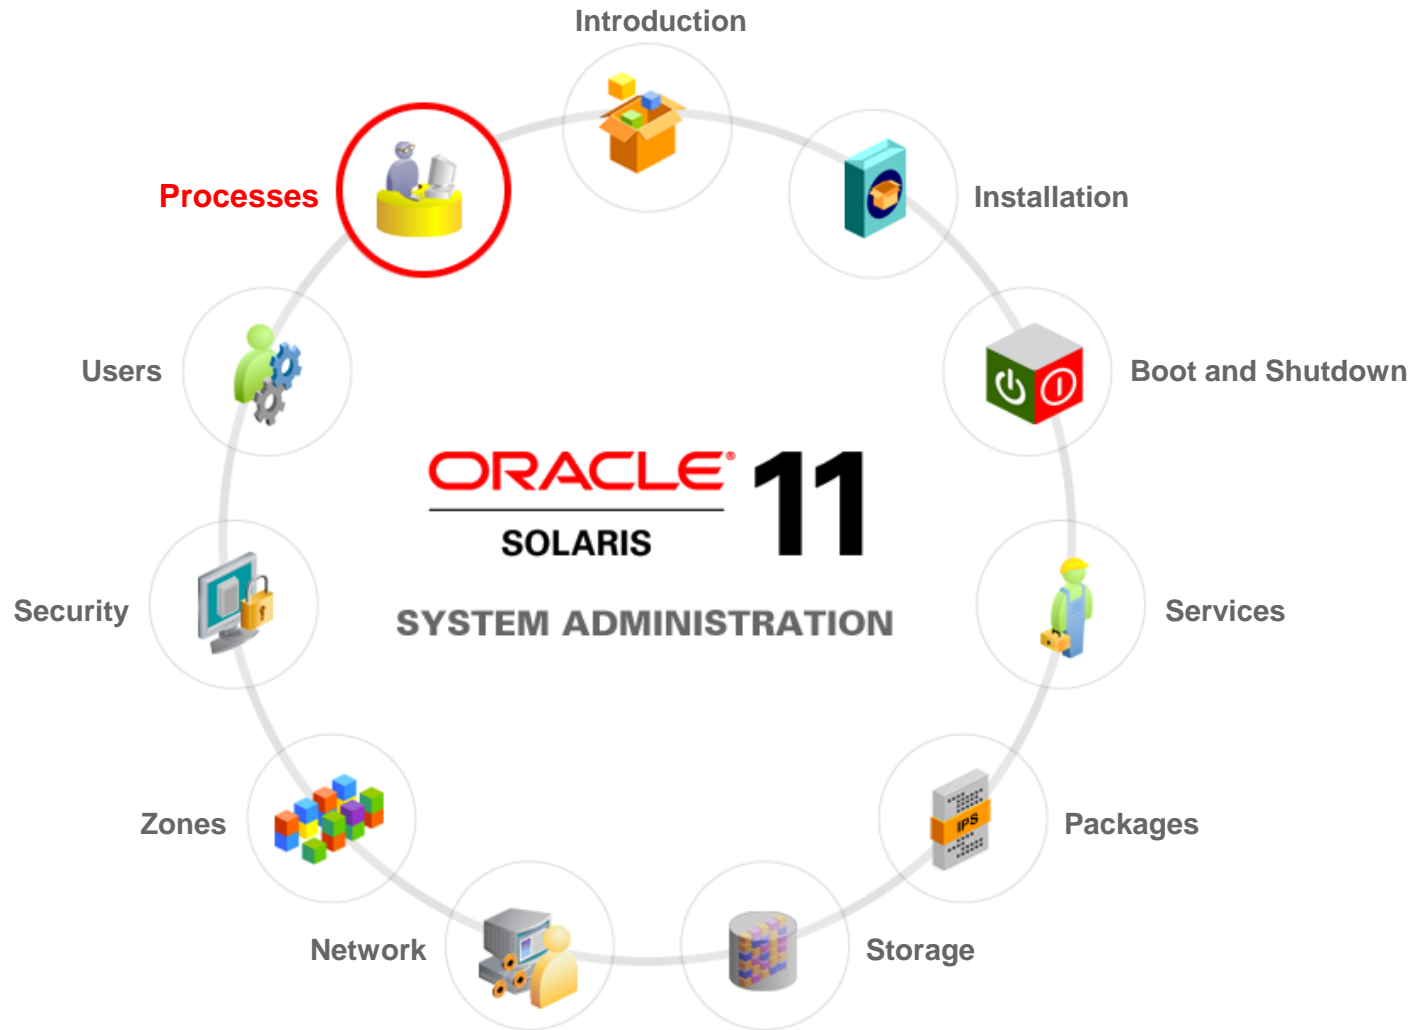 Introduction
Processes
Installation
Users
Boot and Shutdown
ORACLE® 11
SOLARIS
SYSTEM ADMINISTRATION
Security
Services
Zones
Packages
IPS
Network
Storage